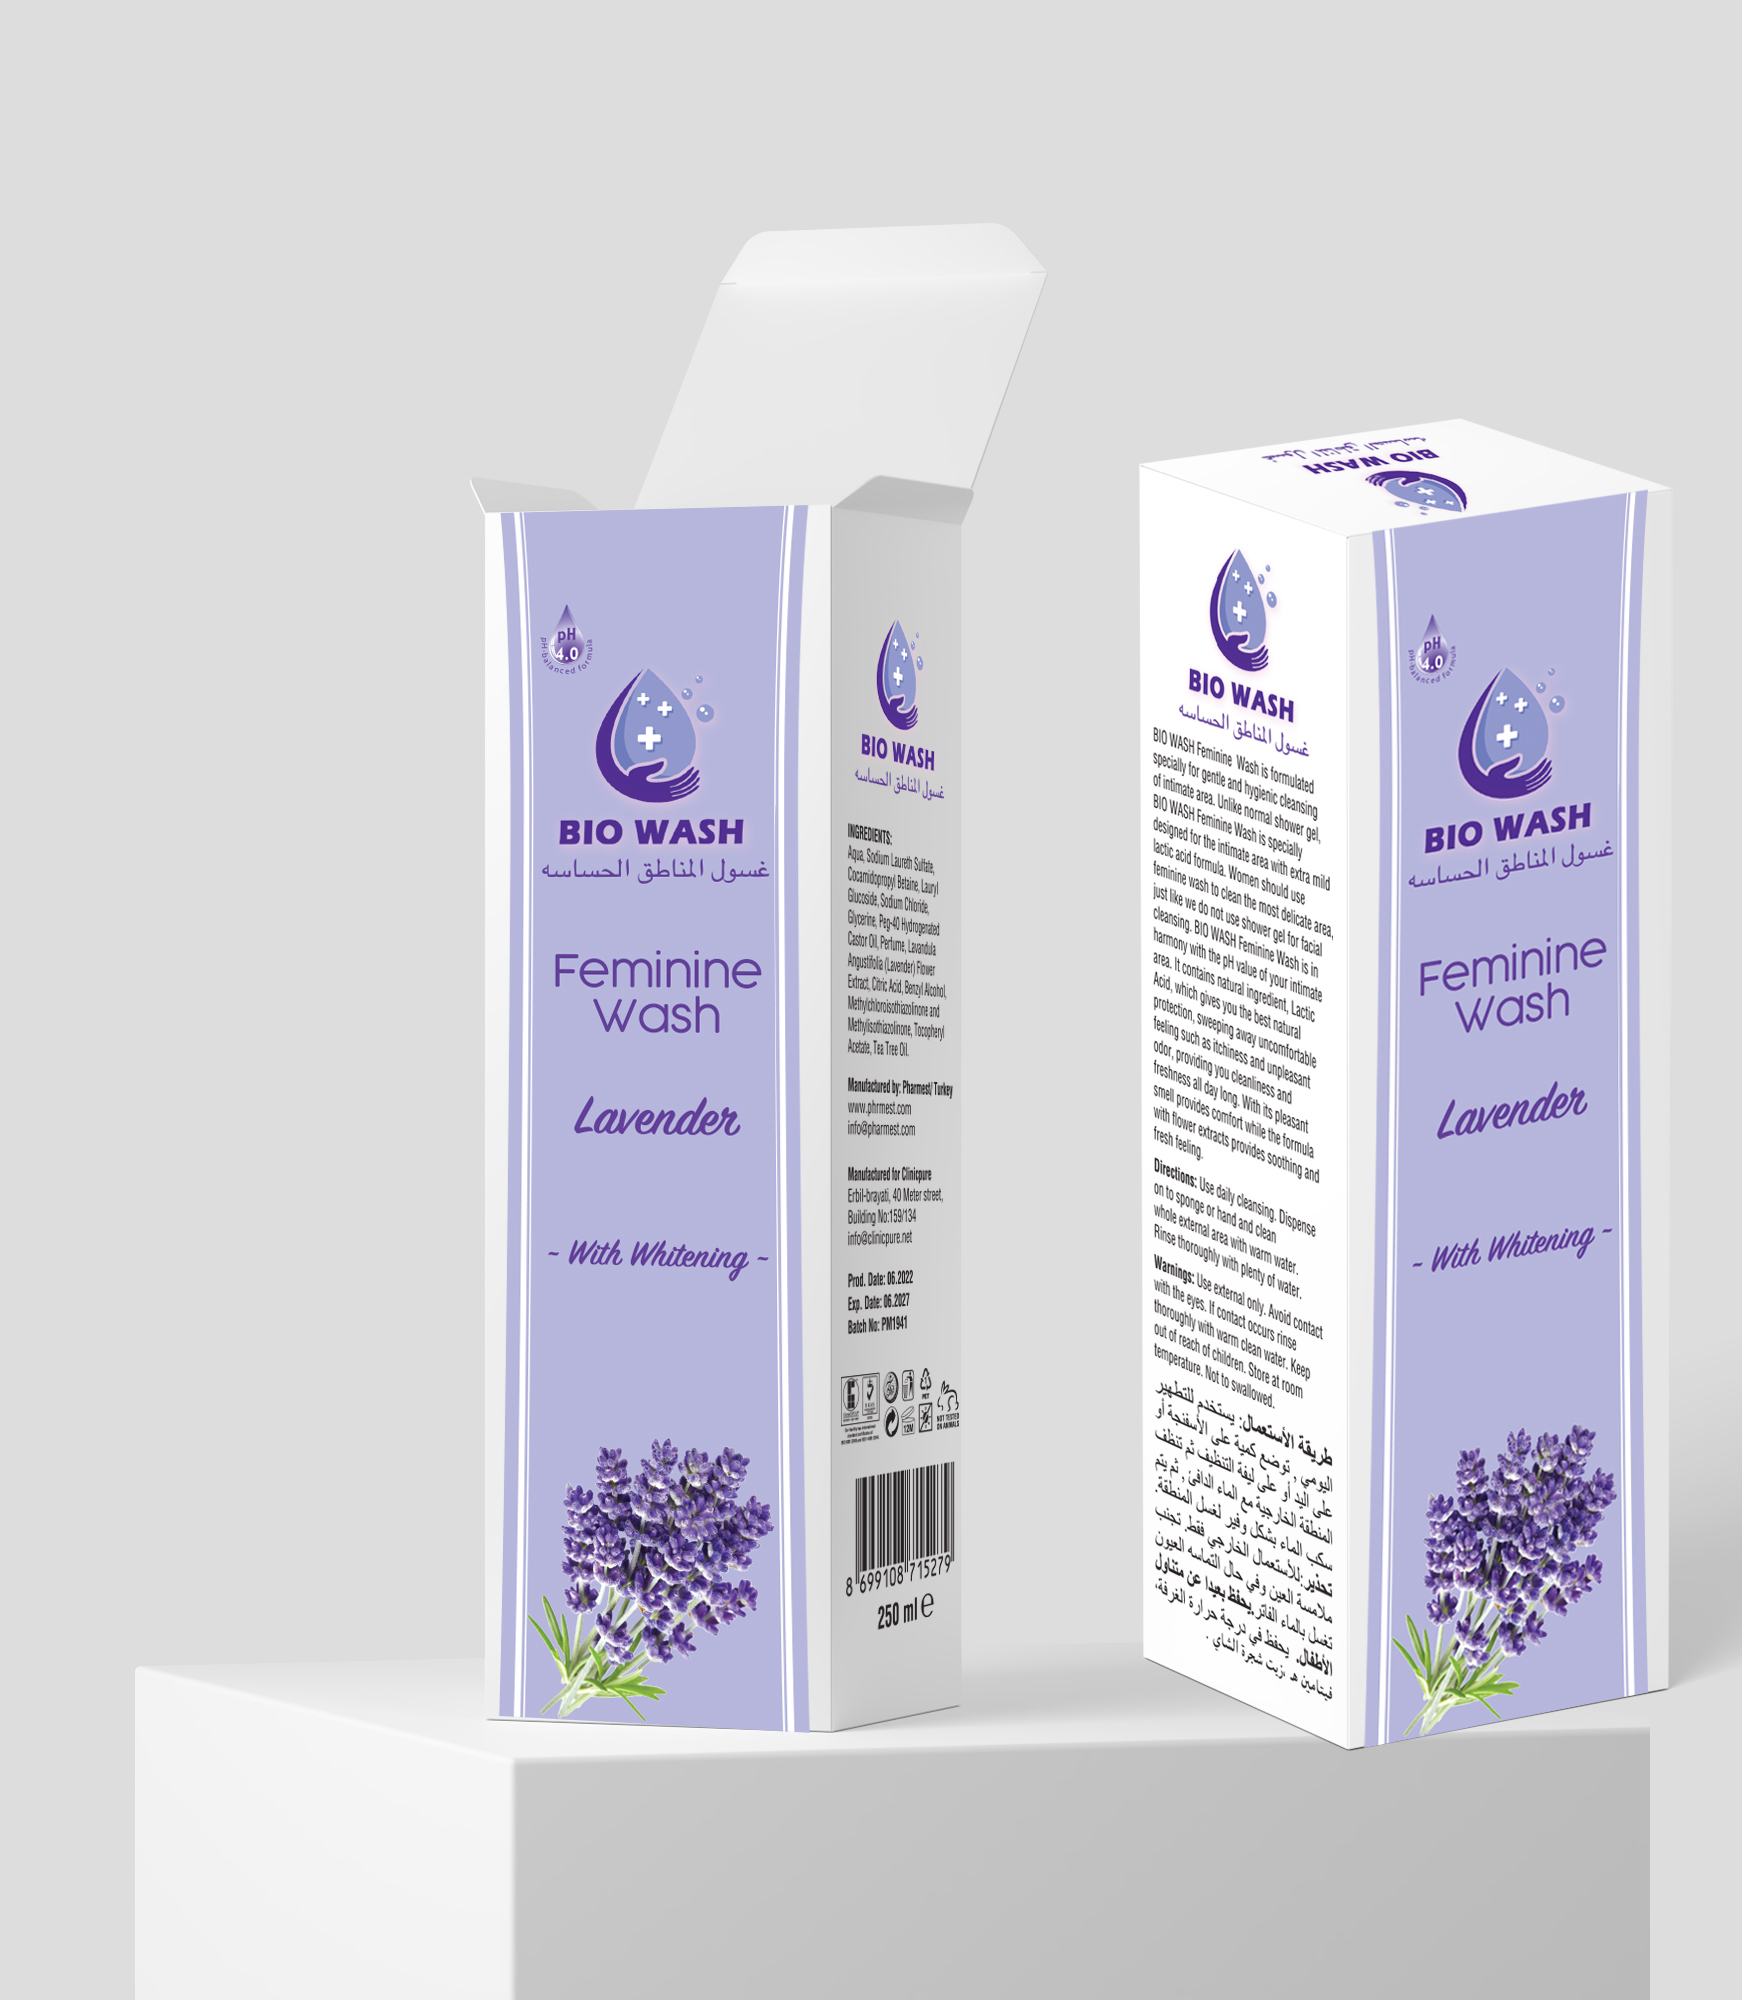 pH
4.0
pH-balanced formula
BIO WASH
غسول المناطق الحساسه
Feminine
Wash
Lavender
~ With Whitening ~
BIO WASH
غسول المناطق الحساسه
INGREDIENTS:
Aqua, Sodium Laureth Sulfate,
Cocamidopropyl Betaine, Lauryl
Glucoside, Sodium Chloride,
Glycerine, Peg-40 Hydrogenated
Castor Oil, Perfume, Lavandula
Angustifolia (Lavender) Flower
Extract, Citric Acid, Benzyl Alcohol,
Methylchloroisothiazolinone and
Methylisothiazolinone, Tocopheryl
Acetate, Tea Tree Oil.
Manufactured by: Pharmest/ Turkey
www.phrmest.com
info@pharmest.com
Manufactured for Clinicpure
Erbil-brayati, 40 Meter street,
Building No:159/134
info@clinicpure.net
Prod. Date: 06.2022
Exp. Date: 06.2027
Batch No: PM1941
PET
12M
NOT TESTED
ON ANIMALS
8 699108 715279
250 ml e
BIO WASH
غسول المناطق الحساسه
BIO WASH
غسول المناطق الحساسه
BIO WASH Feminine Wash is formulated
specially for gentle and hygienic cleansing
of intimate area. Unlike normal shower gel,
BIO WASH Feminine Wash is specially
designed for the intimate area with extra mild
lactic acid formula. Women should use
feminine wash to clean the most delicate area,
just like we do not use shower gel for facial
cleansing. BIO WASH Feminine Wash is in
harmony with the pH value of your intimate
area. It contains natural ingredient, Lactic
Acid, which gives you the best natural
protection, sweeping away uncomfortable
feeling such as itchiness and unpleasant
odor, providing you cleanliness and
freshness all day long. With its pleasant
smell provides comfort while the formula
with flower extracts provides soothing and
fresh feeling.
Directions: Use daily cleansing. Dispense
on to sponge or hand and clean
whole external area with warm water.
Rinse thoroughly with plenty of water.
Warnings: Use external only. Avoid contact
with the eyes. If contact occurs rinse
thoroughly with warm clean water. Keep
out of reach of children. Store at room
temperature. Not to swallowed.
طريقة الأستعمال: يستخدم للتطهير
اليومي , توضع كمية على الأسفنجة أو
على اليد أو على ليفة التنظيف ثم تنظف
المنطقة الخارجية مع الماء الدافئ , ثم يتم
سكب الماء بشكل وفير لغسل المنطقة.
تحذير:للأستعمال الخارجي فقط. تجنب
ملامسة العين وفي حال التماسه العيون
تغسل بالماء الفاتر.يحفظ بعيدا عن متناول
الأطفال. يحفظ في درجة حرارة الغرفة,
فيتامين هـ ,زيت شجرة الشاي .
pH
4.0
pH-balanced formula
BIO WASH
غسول المناطق الحساسه
Feminine
Wash
Lavender
~ With Whitening ~